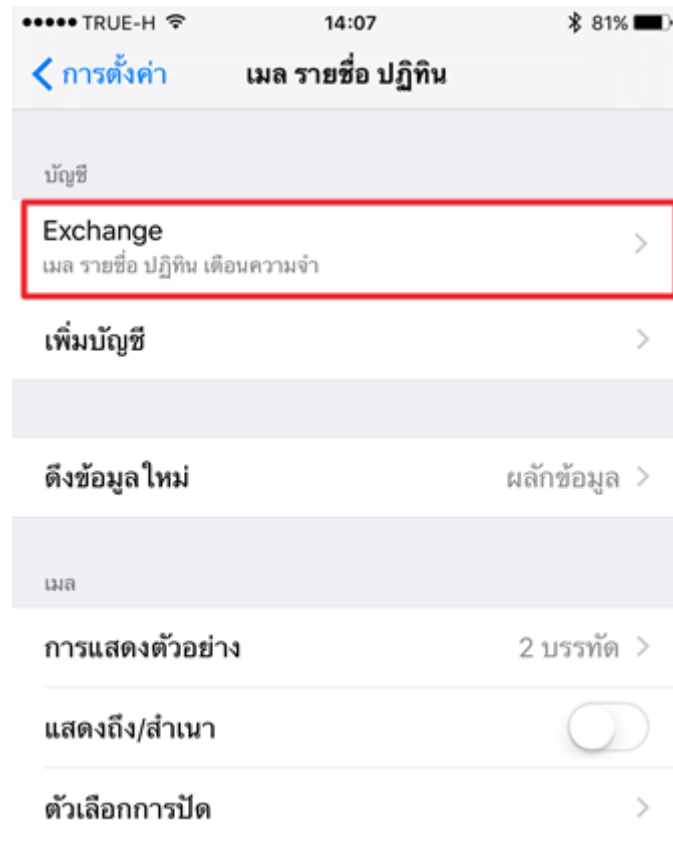 TRUE-H 14:07 81%
การตั้งค่า เมล รายชื่อ ปฏิทิน
บัญชี
Exchange
เมล รายชื่อ ปฏิทิน เตือนความจำ
เพิ่มบัญชี
ดึงข้อมูลใหม่ ผลักข้อมูล
เมล
การแสดงตัวอย่าง 2 บรรทัด
แสดงถึง/สำเนา
ตัวเลือกการปัด